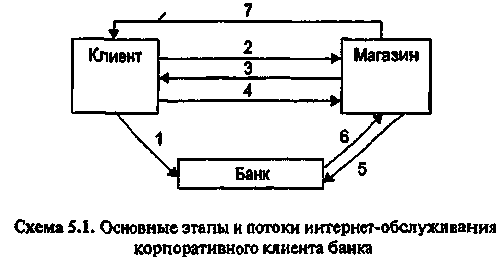 7
Клиент
2
Магазин
3
4
1
6
5
Банк
Схема 5.1. Основные этапы и потоки интернет-обслуживания
корпоративного клиента банка